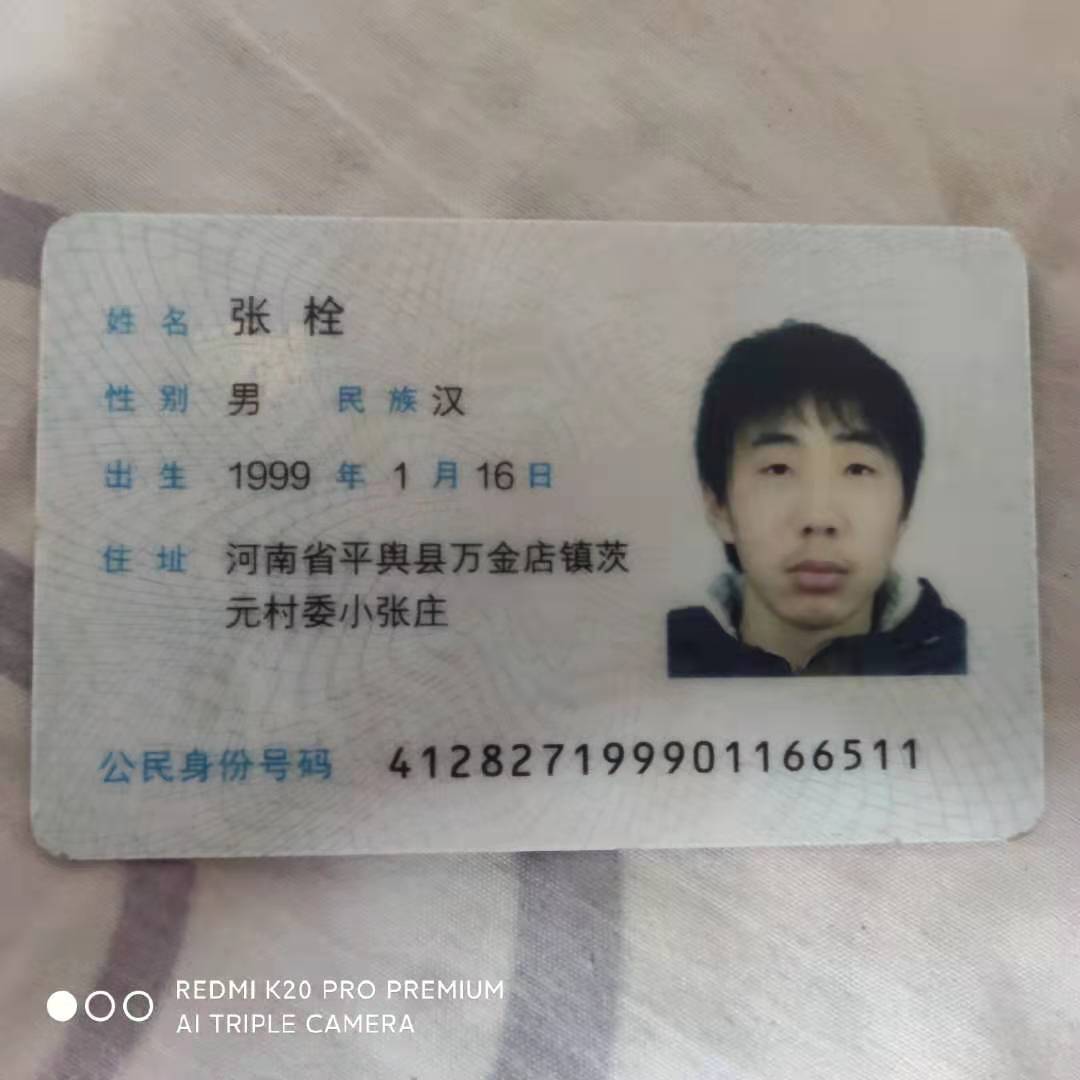 姓名 张栓
性别 男 民族 汉
出生 1999 年 1 月 16 日
住址 河南省平舆县万金店镇茨
元村委小张庄
公民身份号码 412827199901166511
REDMI K20 PRO PREMIUM
AI TRIPLE CAMERA